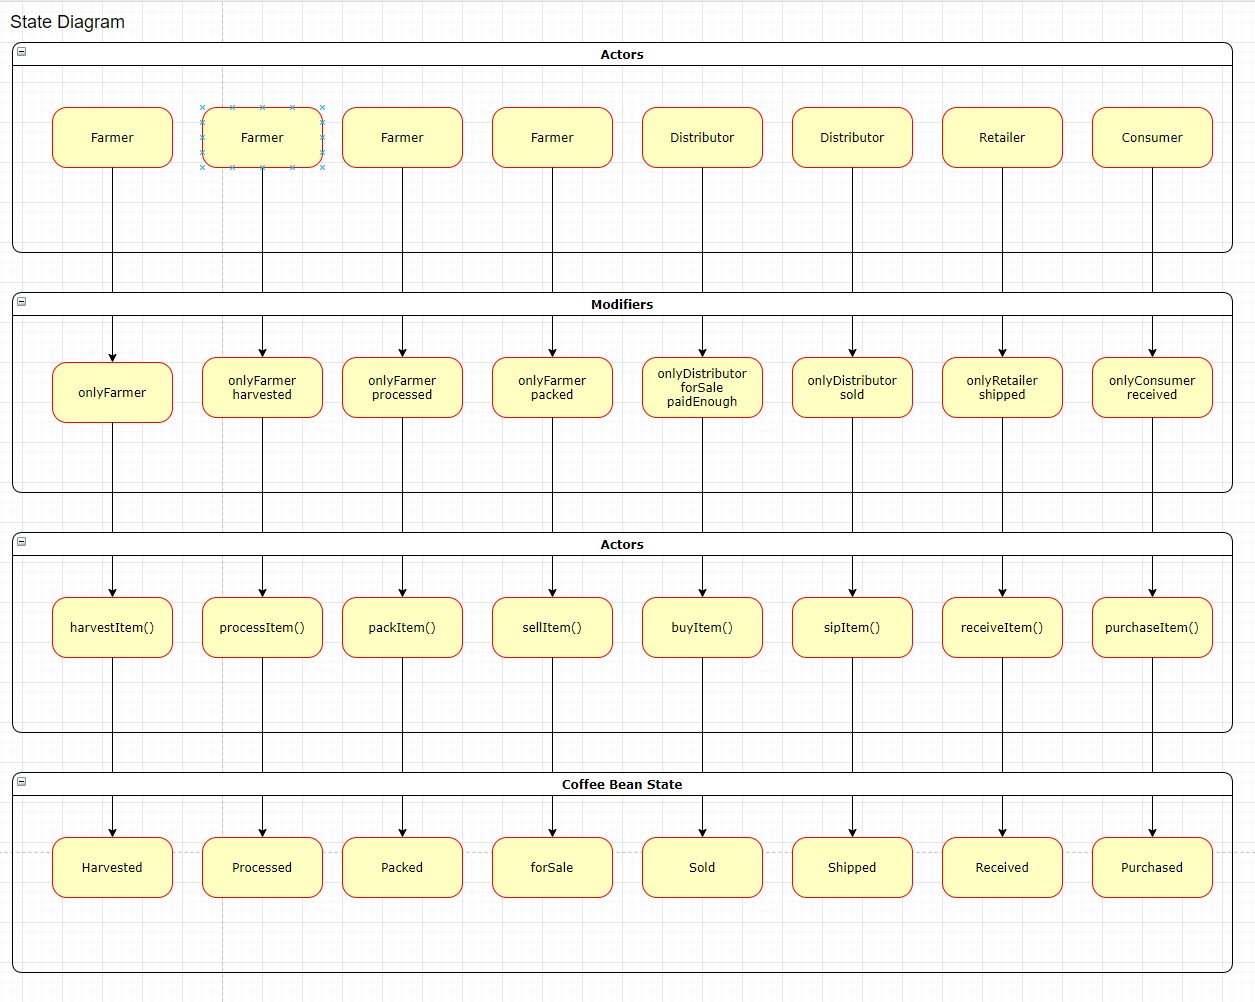 State Diagram
Actors
Farmer
Farmer
Farmer
Farmer
Distributor
Distributor
Retailer
Consumer
Modifiers
onlyFarmer
onlyFarmer
harvested
onlyFarmer
processed
onlyFarmer
packed
onlyDistributor
forSale
paidEnough
onlyDistributor
sold
onlyRetailer
shipped
onlyConsumer
received
Actors
harvestItem()
processItem()
packItem()
sellItem()
buyItem()
sipItem()
receiveItem()
purchaseItem()
Coffee Bean State
Harvested
Processed
Packed
forSale
Sold
Shipped
Received
Purchased